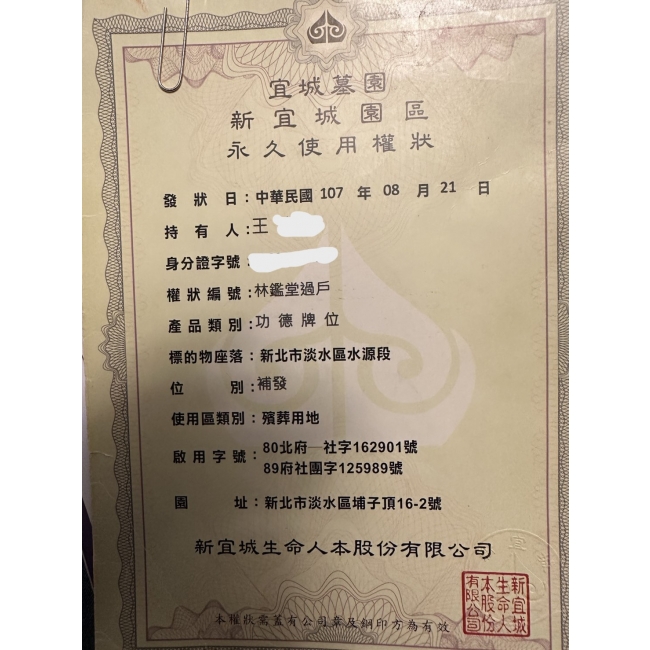 宜城墓園
新宜城園區
永久使用權狀
發狀日：中華民國 107 年 08 月 21 日
持有人：王
身分證字號：
權狀編號：林鑑堂過戶
產品類別：功德牌位
標的物座落：新北市淡水區水源段
位別：補發
使用區類別：殯葬用地
啟用字號：80北府一社字162901號
89府社團字125989號
園址：新北市淡水區埔子頂16-2號
新宜城生命人本股份有限公司
新宜城生命人本股份有限公司
本權狀需蓋有公司章及鋼印方為有效